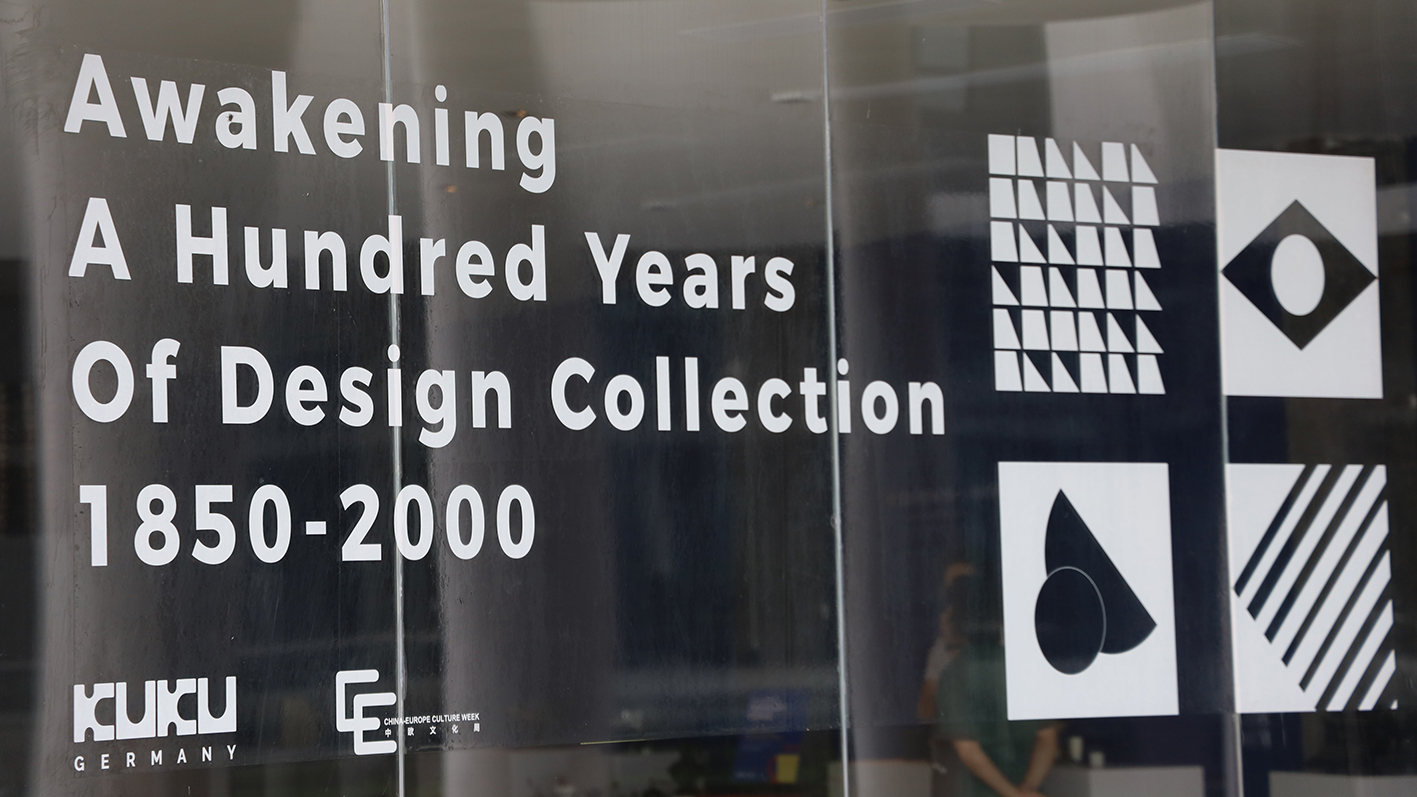 Awakening
A Hundred Years
Of Design Collection
1850-2000
KUKU
GERMANY
CE
CHINA-EUROPE CULTURE WEEK
中欧文化周